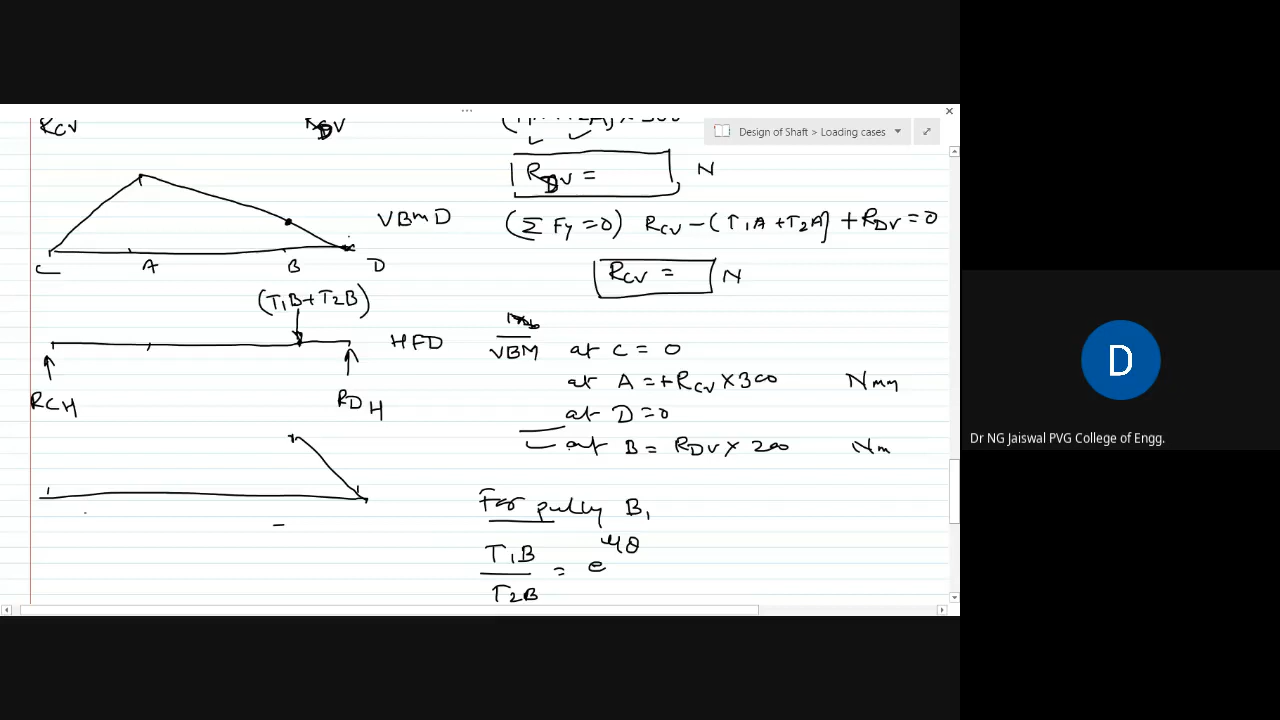 RCV
RDV
Design of Shaft > Loading cases
RDV = N
VBMD
(Σ Fy = 0) RCV - (T1A + T2A) + RDV = 0
C A B D
RCV = N
(T1B + T2B)
HFD
VBM at C = 0
at A = + RCV × 300 Nmm
RCH RDH
at D = 0
at B = RDV × 200 Nm
Dr NG Jaiswal PVG College of Engg.
D
For pully B,
T1B
T2B
= e^μθ